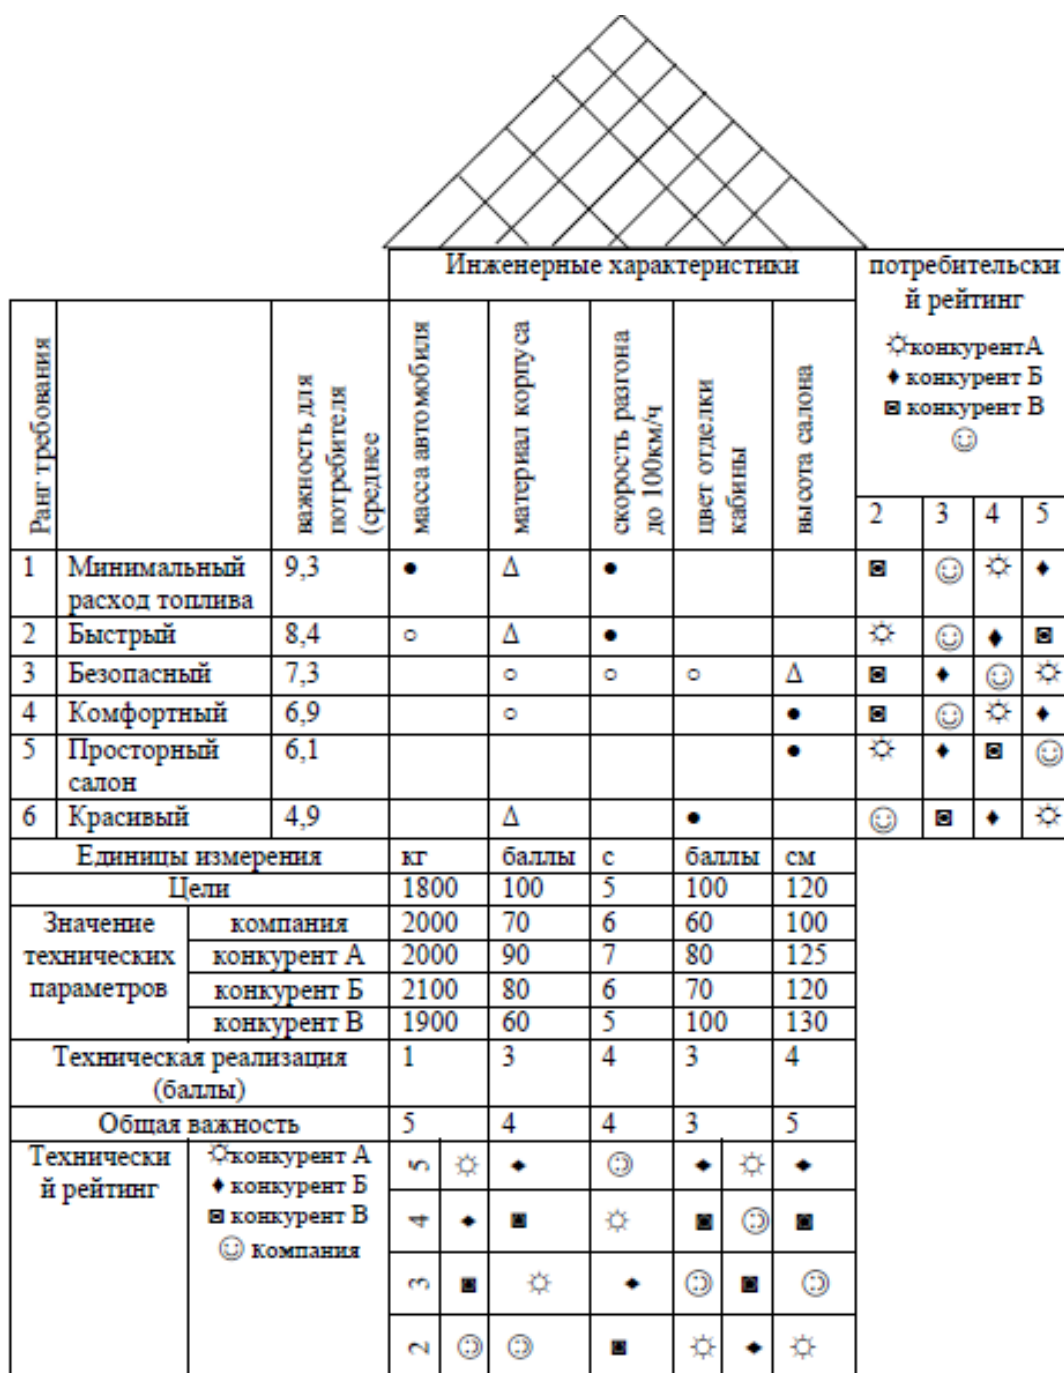 Инженерные характеристики
потребительски
й рейтинг
☼конкурентА
♦ конкурент Б
◙ конкурент В
☺
Ранг требования
важность для
потребителя
(среднее
масса автомобиля
материал корпуса
скорость разгона
до 100км/ч
цвет отделки
кабины
высота салона
2 3 4 5
1 Минимальный 9,3 ● Δ ● ◙ ☺ ☼ ♦
расход топлива
2 Быстрый 8,4 ○ Δ ● ☼ ☺ ♦ ◙
3 Безопасный 7,3 ○ ○ ○ Δ ◙ ♦ ☺ ☼
4 Комфортный 6,9 ○ ● ◙ ☺ ☼ ♦
5 Просторный 6,1 ● ☼ ♦ ◙ ☺
салон
6 Красивый 4,9 Δ ● ☺ ◙ ♦ ☼
Единицы измерения кг баллы с баллы см
Цели 1800 100 5 100 120
Значение
технических
параметров
компания 2000 70 6 60 100
конкурент А 2000 90 7 80 125
конкурент Б 2100 80 6 70 120
конкурент В 1900 60 5 100 130
Техническая реализация 1 3 4 3 4
(баллы)
Общая важность 5 4 4 3 5
Технически
й рейтинг
☼конкурент А
♦ конкурент Б
◙ конкурент В
☺ Компания
5 ☼ ♦ ☺ ♦ ☼ ♦
4 ♦ ◙ ☼ ◙ ☺ ◙
3 ◙ ☼ ♦ ☺ ◙ ☺
2 ☺ ☺ ◙ ☼ ♦ ☼